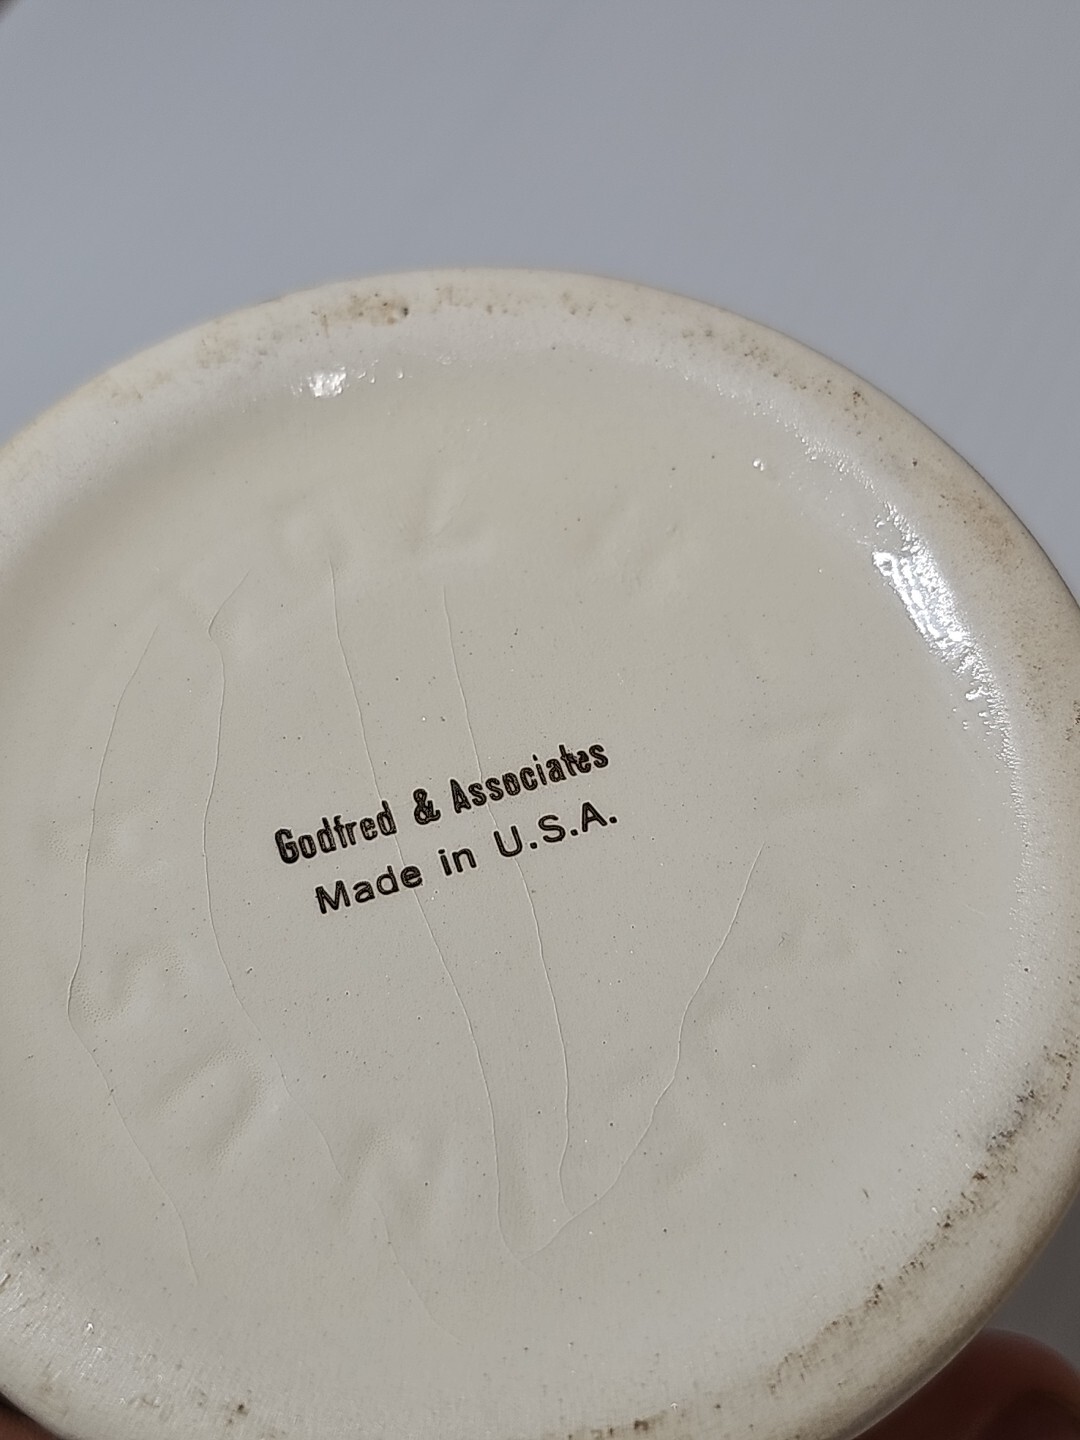 Godfred & Associates
Made in U.S.A.